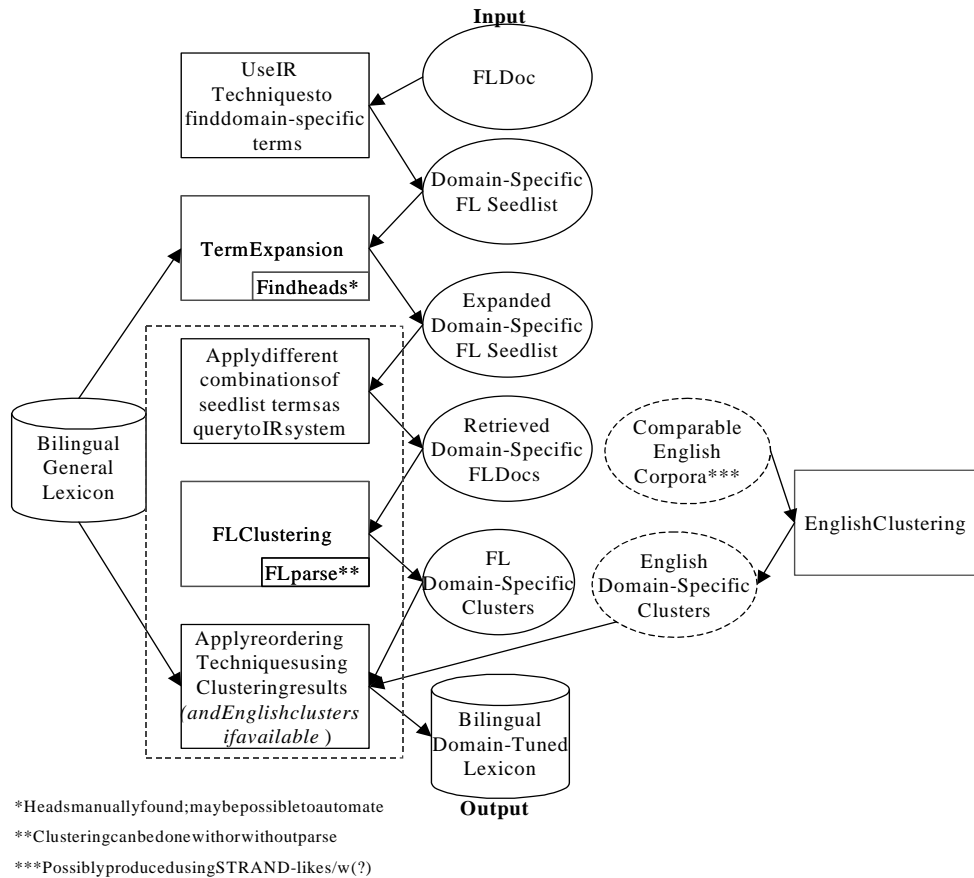 Input
UseIR
Techniquesto
finddomain-specific
terms
FLDoc
Domain-Specific
FL Seedlist
TermExpansion
Findheads*
Expanded
Domain-Specific
FL Seedlist
Applydifferent
combinationsof
seedlist termsas
querytoIRsystem
Bilingual
General
Lexicon
Retrieved
Domain-Specific
FLDocs
Comparable
English
Corpora***
EnglishClustering
FLClustering
FLparse**
FL
Domain-Specific
Clusters
English
Domain-Specific
Clusters
Applyreordering
Techniquesusing
Clusteringresults
(andEnglishclusters
ifavailable )
Bilingual
Domain-Tuned
Lexicon
Output
*Headsmanuallyfound;maybepossibletoautomate
**Clusteringcanbedonewithorwithoutparse
***PossiblyproducedusingSTRAND-likes/w(?)